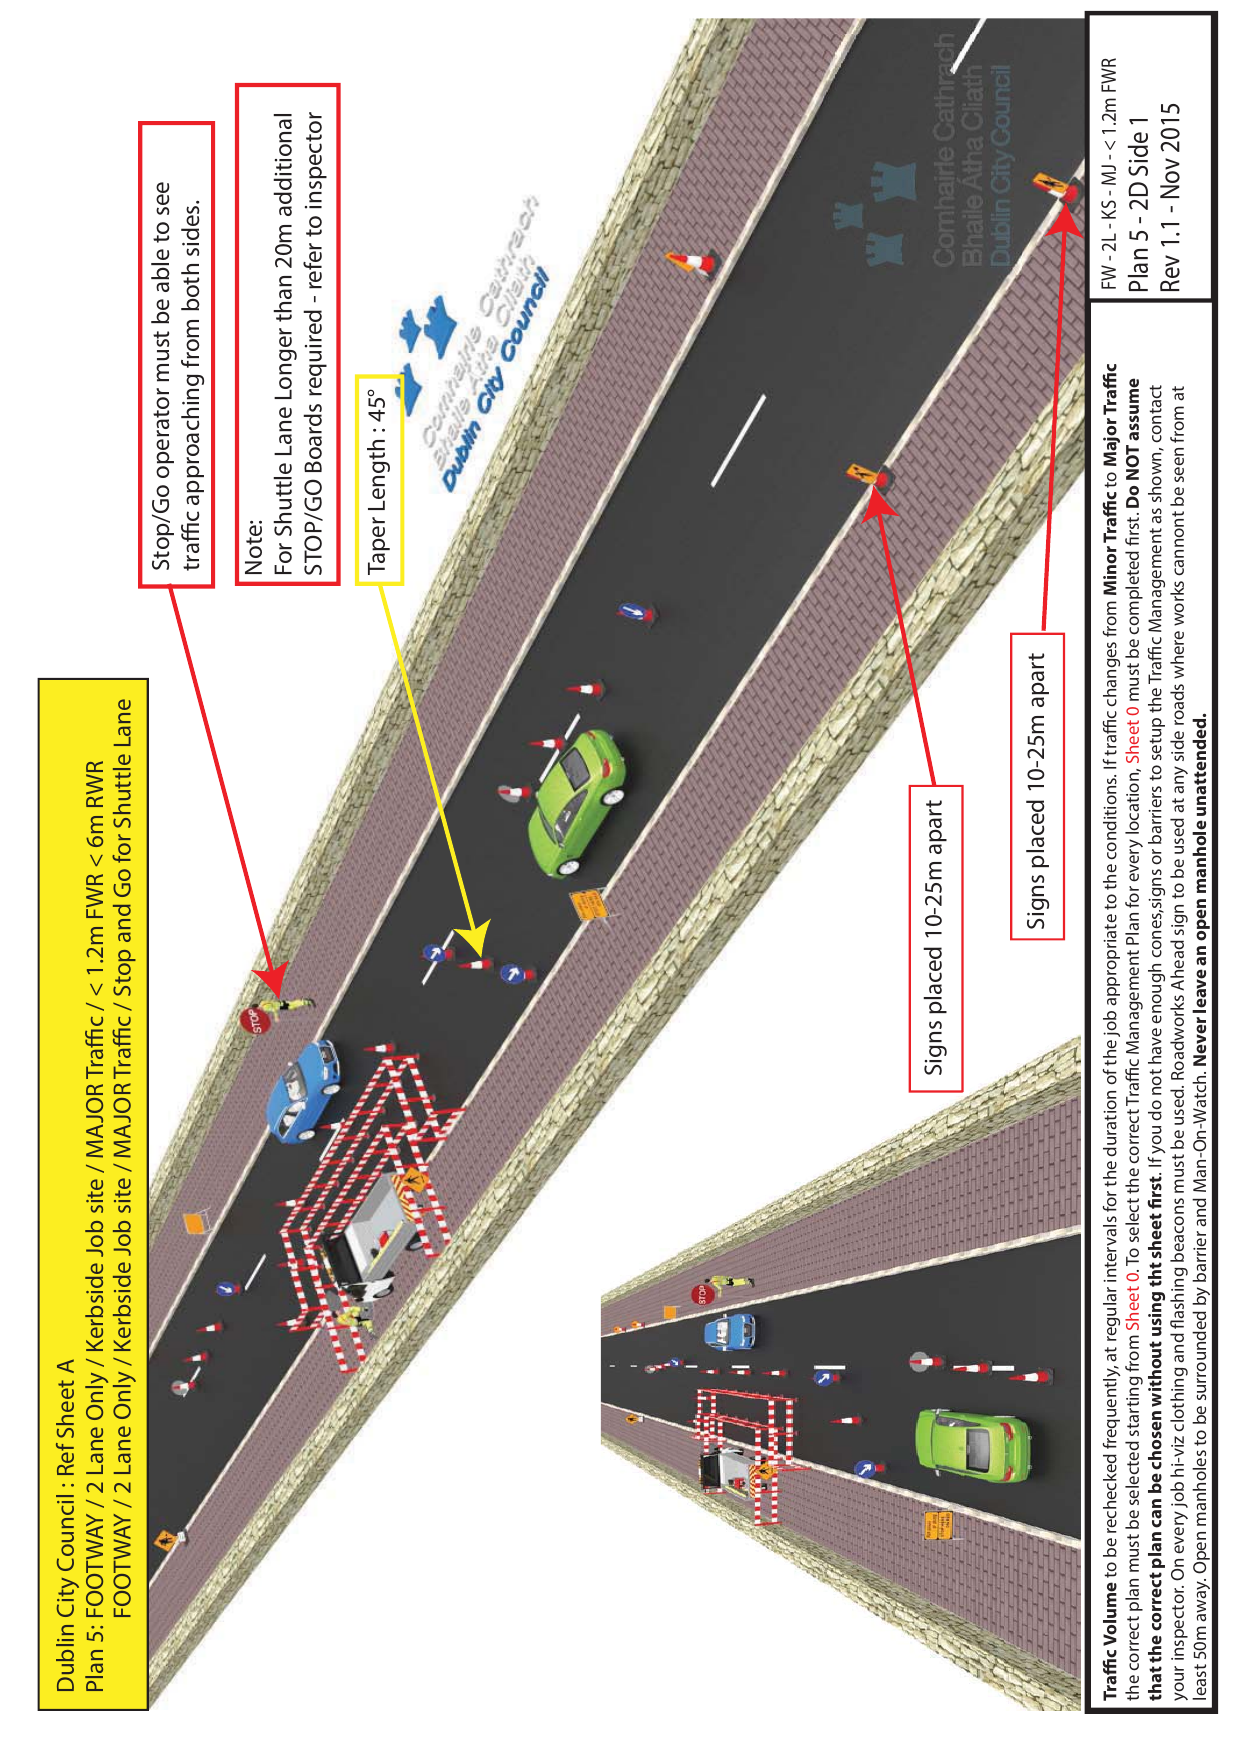 Dublin City Council : Ref Sheet A
Plan 5: FOOTWAY / 2 Lane Only / Kerbside Job site / MAJOR Traffic / < 1.2m FWR < 6m RWR
FOOTWAY / 2 Lane Only / Kerbside Job site / MAJOR Traffic / Stop and Go for Shuttle Lane
Stop/Go operator must be able to see
traffic approaching from both sides.
Note:
For Shuttle Lane Longer than 20m additional
STOP/GO Boards required - refer to inspector
Taper Length : 45°
Comhairle Cathrach
Bhaile Átha Cliath
Dublin City Council
STOP
Signs placed 10-25m apart
Signs placed 10-25m apart
STOP
Comhairle Cathrach
Bhaile Átha Cliath
Dublin City Council
Traffic Volume to be rechecked frequently, at regular intervals for the duration of the job appropriate to the conditions. If traffic changes from Minor Traffic to Major Traffic
the correct plan must be selected starting from Sheet 0. To select the correct Traffic Management Plan for every location, Sheet 0 must be completed first. Do NOT assume
that the correct plan can be chosen without using tht sheet first. If you do not have enough cones,signs or barriers to setup the Traffic Management as shown, contact
your inspector. On every job hi-viz clothing and flashing beacons must be used. Roadworks Ahead sign to be used at any side roads where works cannont be seen from at
least 50m away. Open manholes to be surrounded by barrier and Man-On-Watch. Never leave an open manhole unattended.
FW - 2L - KS - MJ - < 1.2m FWR
Plan 5 - 2D Side 1
Rev 1.1 - Nov 2015